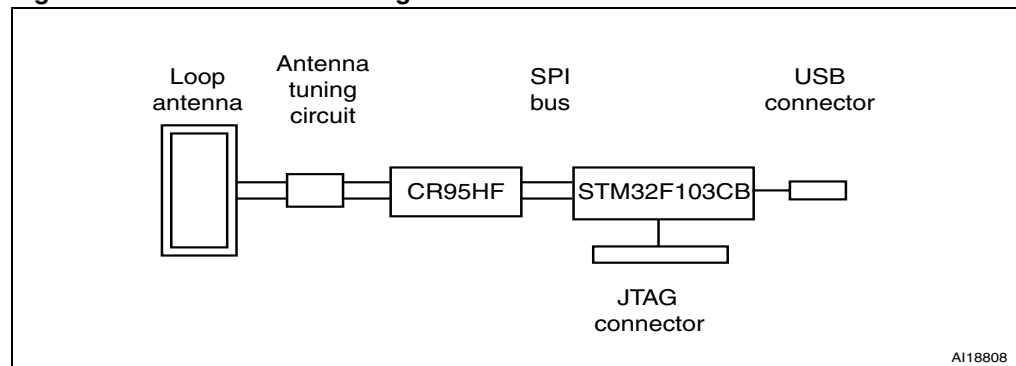 Loop
antenna
Antenna
tuning
circuit
SPI
bus
USB
connector
CR95HF
STM32F103CB
JTAG
connector
AI18808